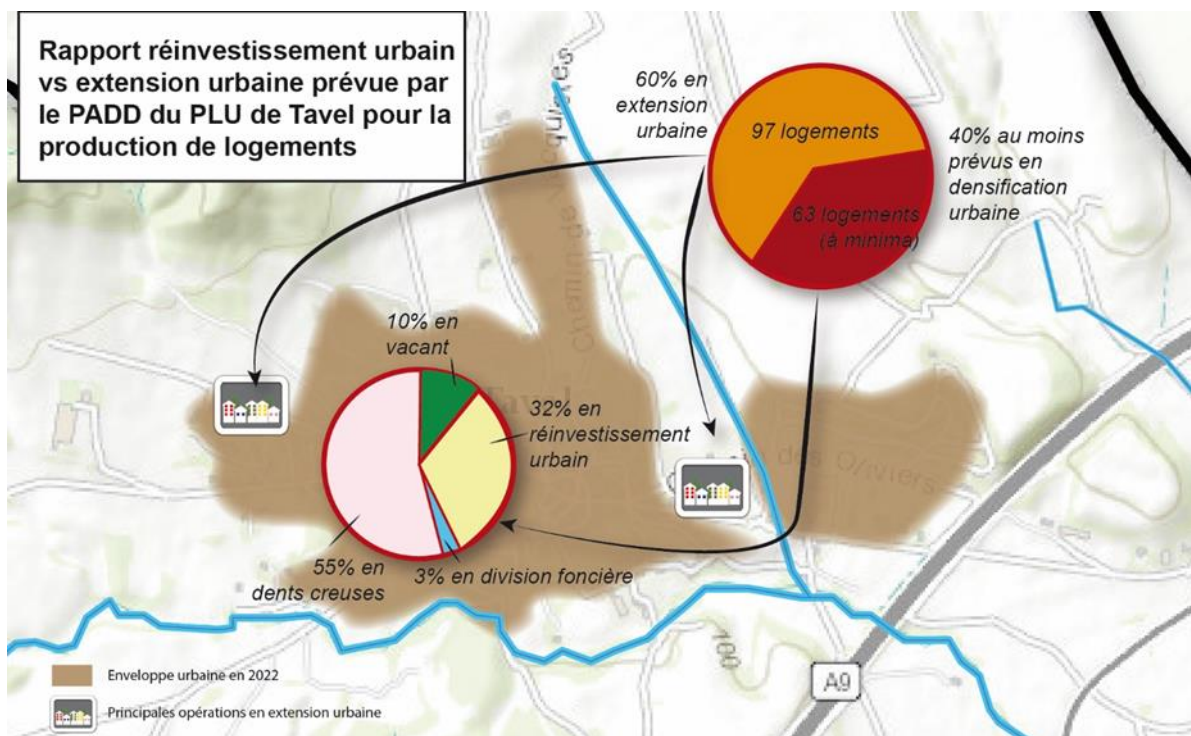 Rapport réinvestissement urbain
vs extension urbaine prévue par
le PADD du PLU de Tavel pour la
production de logements
60% en
extension
urbaine
97 logements
40% au moins
prévus en
densification
urbaine
63 logements
(à minima)
10% en
vacant
Tavel
32% en
réinvestissement
urbain
55% en
dents creuses
3% en division foncière
des Oliviers
100
A9
Enveloppe urbaine en 2022
Principales opérations en extension urbaine